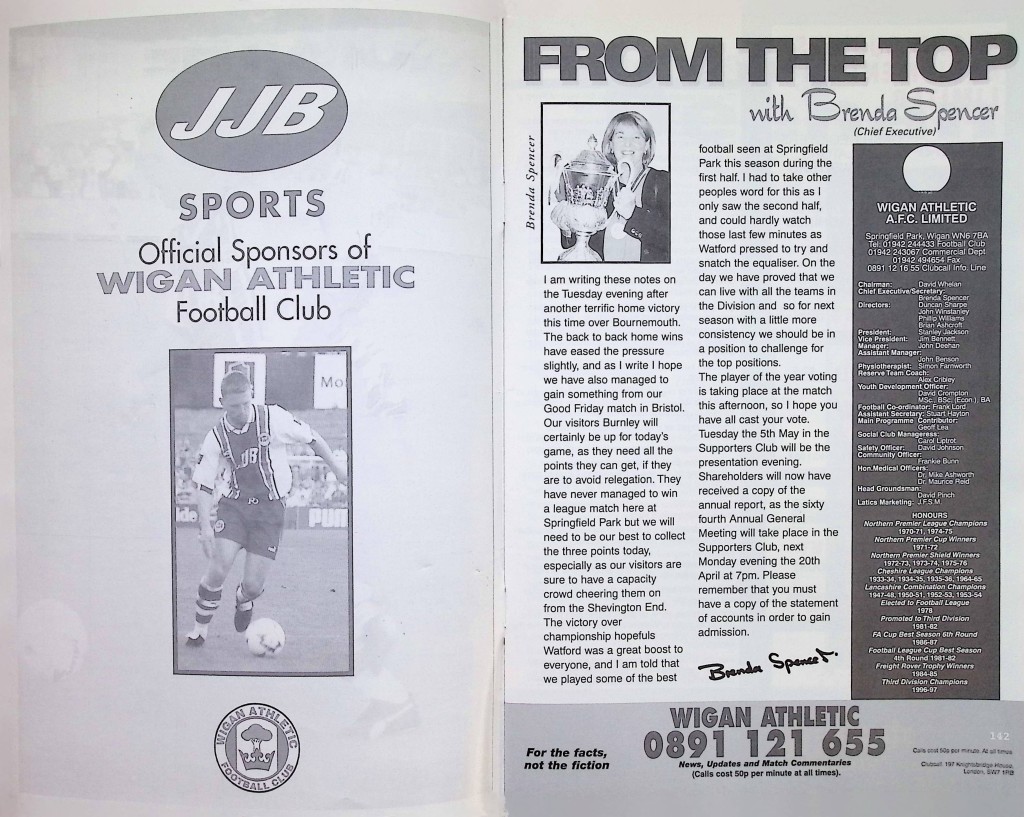 JJB
SPORTS
Official Sponsors of
WIGAN ATHLETIC
Football Club
Mo
JJB
PUM
WIGAN ATHLETIC
FOOTBALL CLUB
FROM THE TOP
with Brenda Spencer
(Chief Executive)
Brenda Spencer
I am writing these notes on
the Tuesday evening after
another terrific home victory
this time over Bournemouth.
The back to back home wins
have eased the pressure
slightly, and as I write I hope
we have also managed to
gain something from our
Good Friday match in Bristol.
Our visitors Burnley will
certainly be up for today's
game, as they need all the
points they can get, if they
are to avoid relegation. They
have never managed to win
a league match here at
Springfield Park but we will
need to be our best to collect
the three points today,
especially as our visitors are
sure to have a capacity
crowd cheering them on
from the Shevington End.
The victory over
championship hopefuls
Watford was a great boost to
everyone, and I am told that
we played some of the best
football seen at Springfield
Park this season during the
first half. I had to take other
peoples word for this as I
only saw the second half,
and could hardly watch
those last few minutes as
Watford pressed to try and
snatch the equaliser. On the
day we have proved that we
can live with all the teams in
the Division and so for next
season with a little more
consistency we should be in
a position to challenge for
the top positions.
The player of the year voting
is taking place at the match
this afternoon, so I hope you
have all cast your vote.
Tuesday the 5th May in the
Supporters Club will be the
presentation evening.
Shareholders will now have
received a copy of the
annual report, as the sixty
fourth Annual General
Meeting will take place in the
Supporters Club, next
Monday evening the 20th
April at 7pm. Please
remember that you must
have a copy of the statement
of accounts in order to gain
admission.
Brenda Spencer.
WIGAN ATHLETIC
A.F.C. LIMITED
Springfield Park, Wigan WN6 7BA
Tel: 01942 244433 Football Club
01942 243067 Commercial Dept
01942 494654 Fax
0891 12 16 55 Clubcall Info. Line
Chairman: David Whelan
Chief Executive/Secretary:
Brenda Spencer
Directors: Duncan Sharpe
John Winstanley
Phillip Williams
Brian Ashcroft
President: Stanley Jackson
Vice President: Jim Bennett
Manager: John Deehan
Assistant Manager:
John Benson
Physiotherapist: Simon Farnworth
Reserve Team Coach:
Alex Cribley
Youth Development Officer:
David Crompton
MSc., BSc. (Econ.), BA
Football Co-ordinator: Frank Lord
Assistant Secretary: Stuart Hayton
Main Programme Contributor:
Geoff Lea
Social Club Manageress:
Carol Liptrot
Safety Officer: David Johnson
Community Officer:
Frankie Bunn
Hon.Medical Officers:
Dr. Mike Ashworth
Dr. Maurice Reid
Head Groundsman:
David Pinch
Latics Marketing: J.F.S.M.
HONOURS
Northern Premier League Champions
1970-71, 1974-75
Northern Premier Cup Winners
1971-72
Northern Premier Shield Winners
1972-73, 1973-74, 1975-76
Cheshire League Champions
1933-34, 1934-35, 1935-36, 1964-65
Lancashire Combination Champions
1947-48, 1950-51, 1952-53, 1953-54
Elected to Football League
1978
Promoted to Third Division
1981-82
FA Cup Best Season 6th Round
1986-87
Football League Cup Best Season
4th Round 1981-82
Freight Rover Trophy Winners
1984-85
Third Division Champions
1996-97
For the facts,
not the fiction
WIGAN ATHLETIC
0891 121 655
News, Updates and Match Commentaries
(Calls cost 50p per minute at all times).
142
Calls cost 50p per minute. At all times.
Clubcall, 197 Knightsbridge House,
London, SW7 1RB